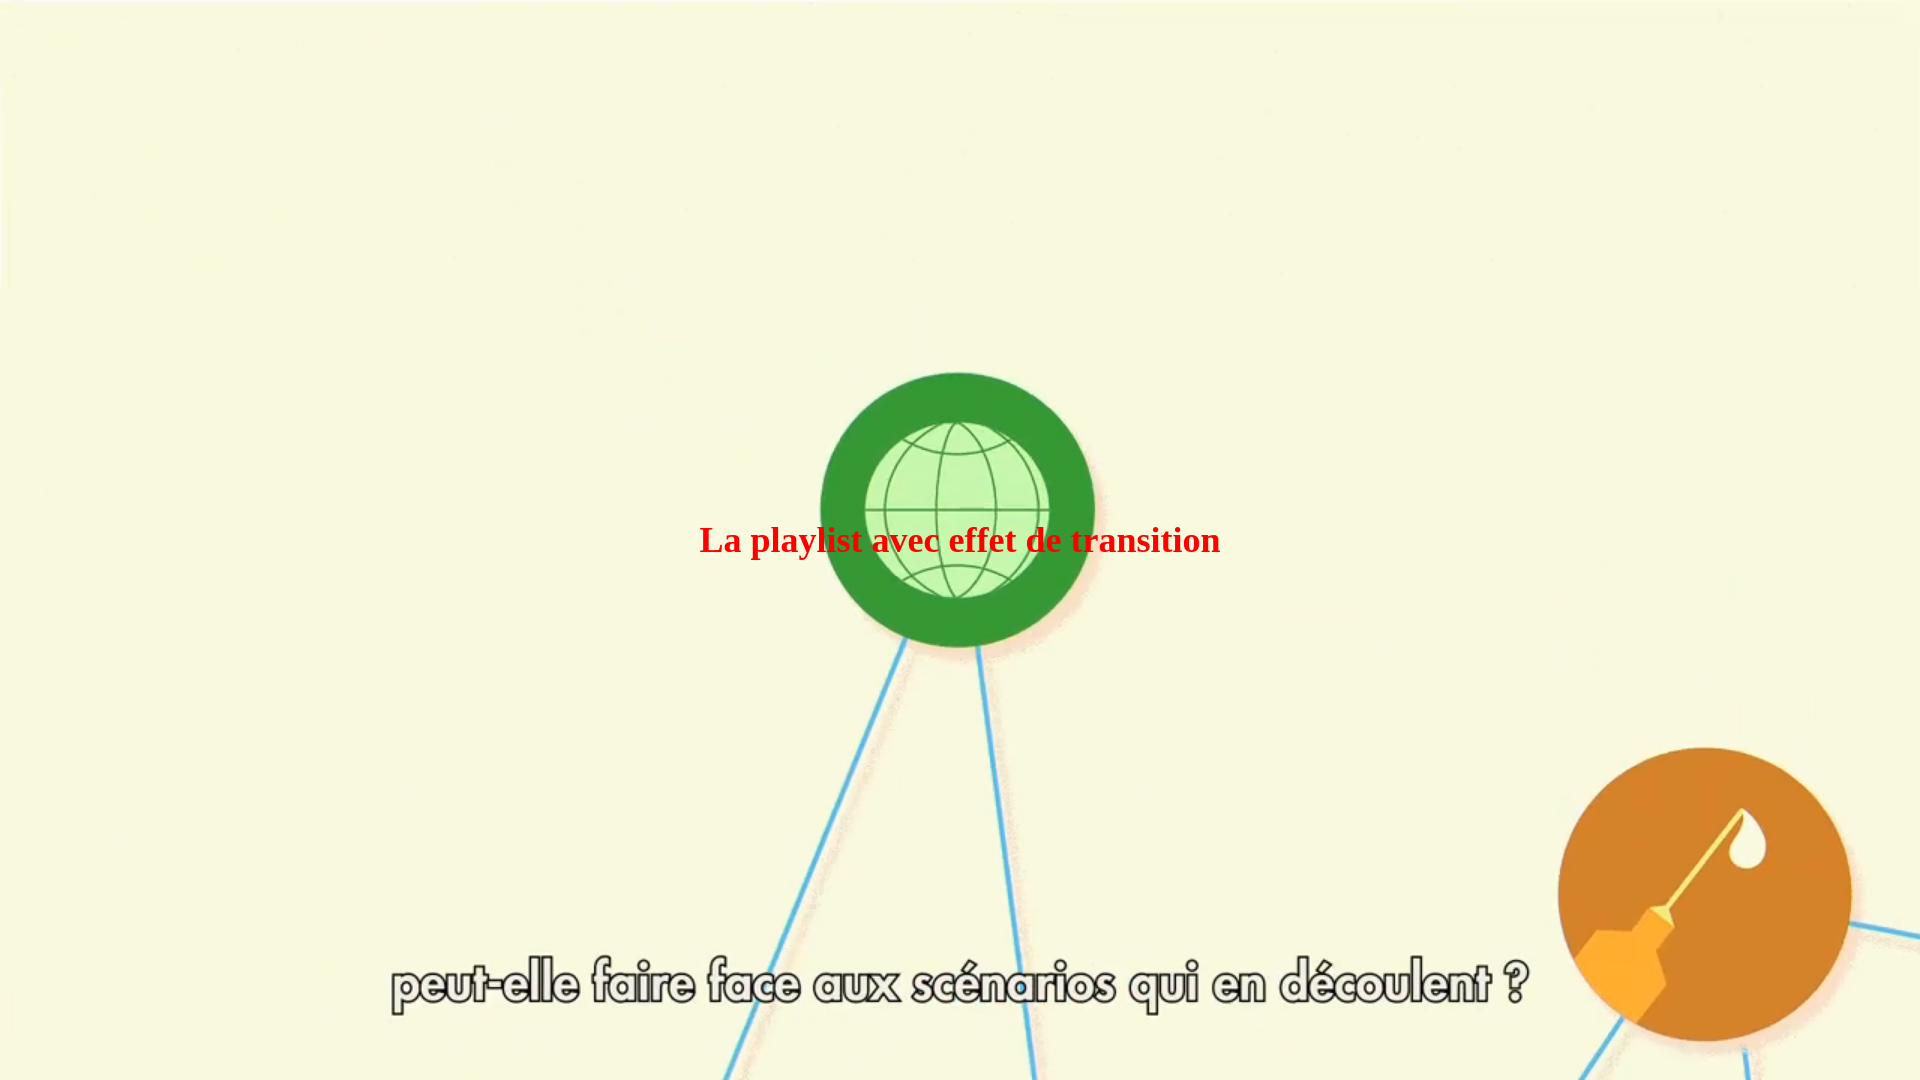 La playlist avec effet de transition
peut-elle faire face aux scénarios qui en découlent ?